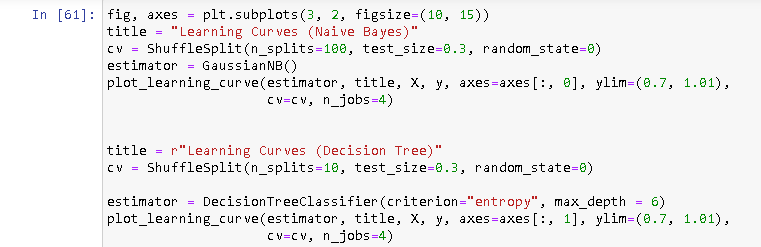 In [61]: fig, axes = plt.subplots(3, 2, figsize=(10, 15))
title = "Learning Curves (Naive Bayes)"
cv = ShuffleSplit(n_splits=100, test_size=0.3, random_state=0)
estimator = GaussianNB()
plot_learning_curve(estimator, title, X, y, axes=axes[:, 0], ylim=(0.7, 1.01),
cv=cv, n_jobs=4)
title = r"Learning Curves (Decision Tree)"
cv = ShuffleSplit(n_splits=10, test_size=0.3, random_state=0)
estimator = DecisionTreeClassifier(criterion="entropy", max_depth = 6)
plot_learning_curve(estimator, title, X, y, axes=axes[:, 1], ylim=(0.7, 1.01),
cv=cv, n_jobs=4)